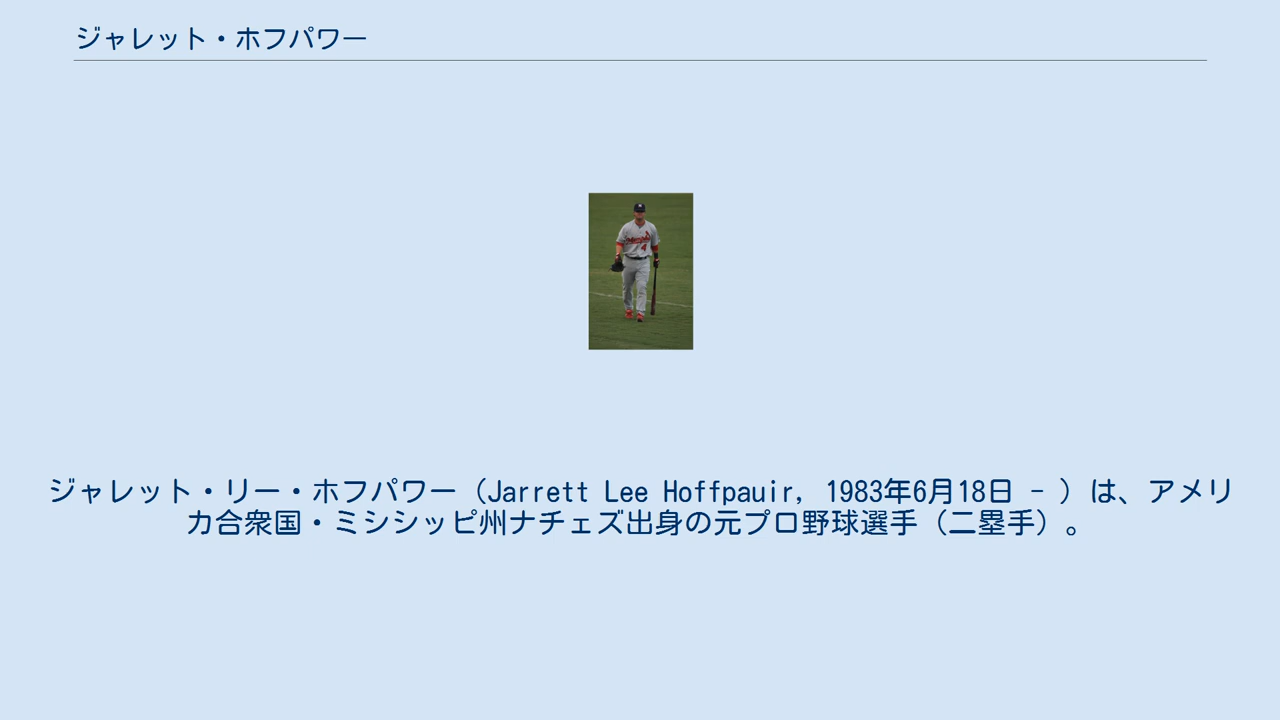 ジャレット・ホフパワー
Memphis
4
ジャレット・リー・ホフパワー（Jarrett Lee Hoffpauir, 1983年6月18日 - ）は、アメリ
カ合衆国・ミシシッピ州ナチェズ出身の元プロ野球選手（二塁手）。